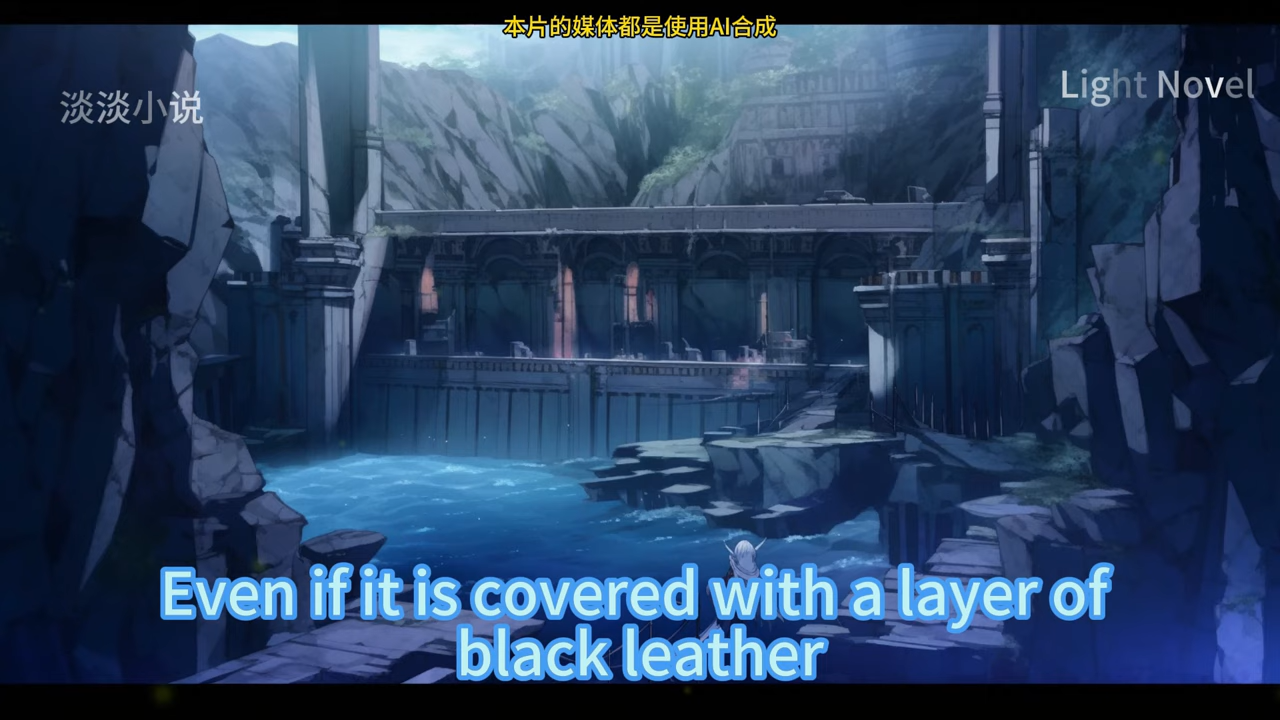 本片的媒体都是使用AI合成
淡淡小说
Light Novel
Even if it is covered with a layer of
black leather